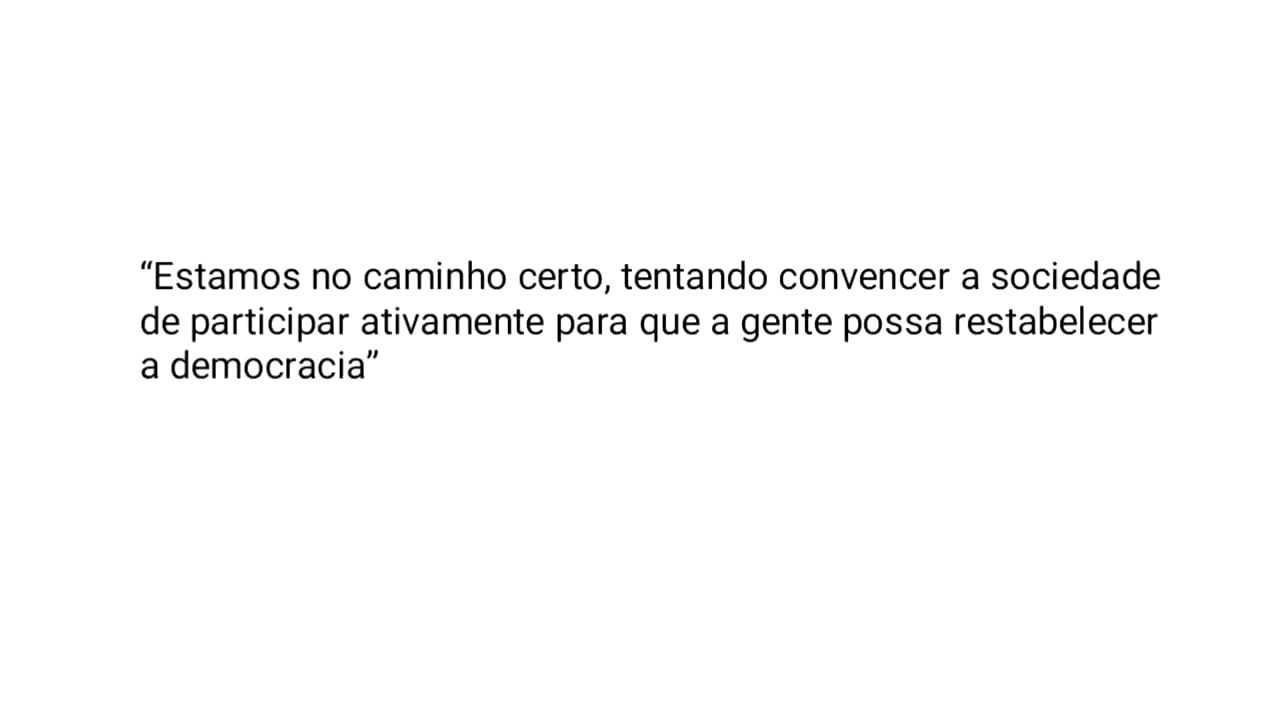 “Estamos no caminho certo, tentando convencer a sociedade
de participar ativamente para que a gente possa restabelecer
a democracia”